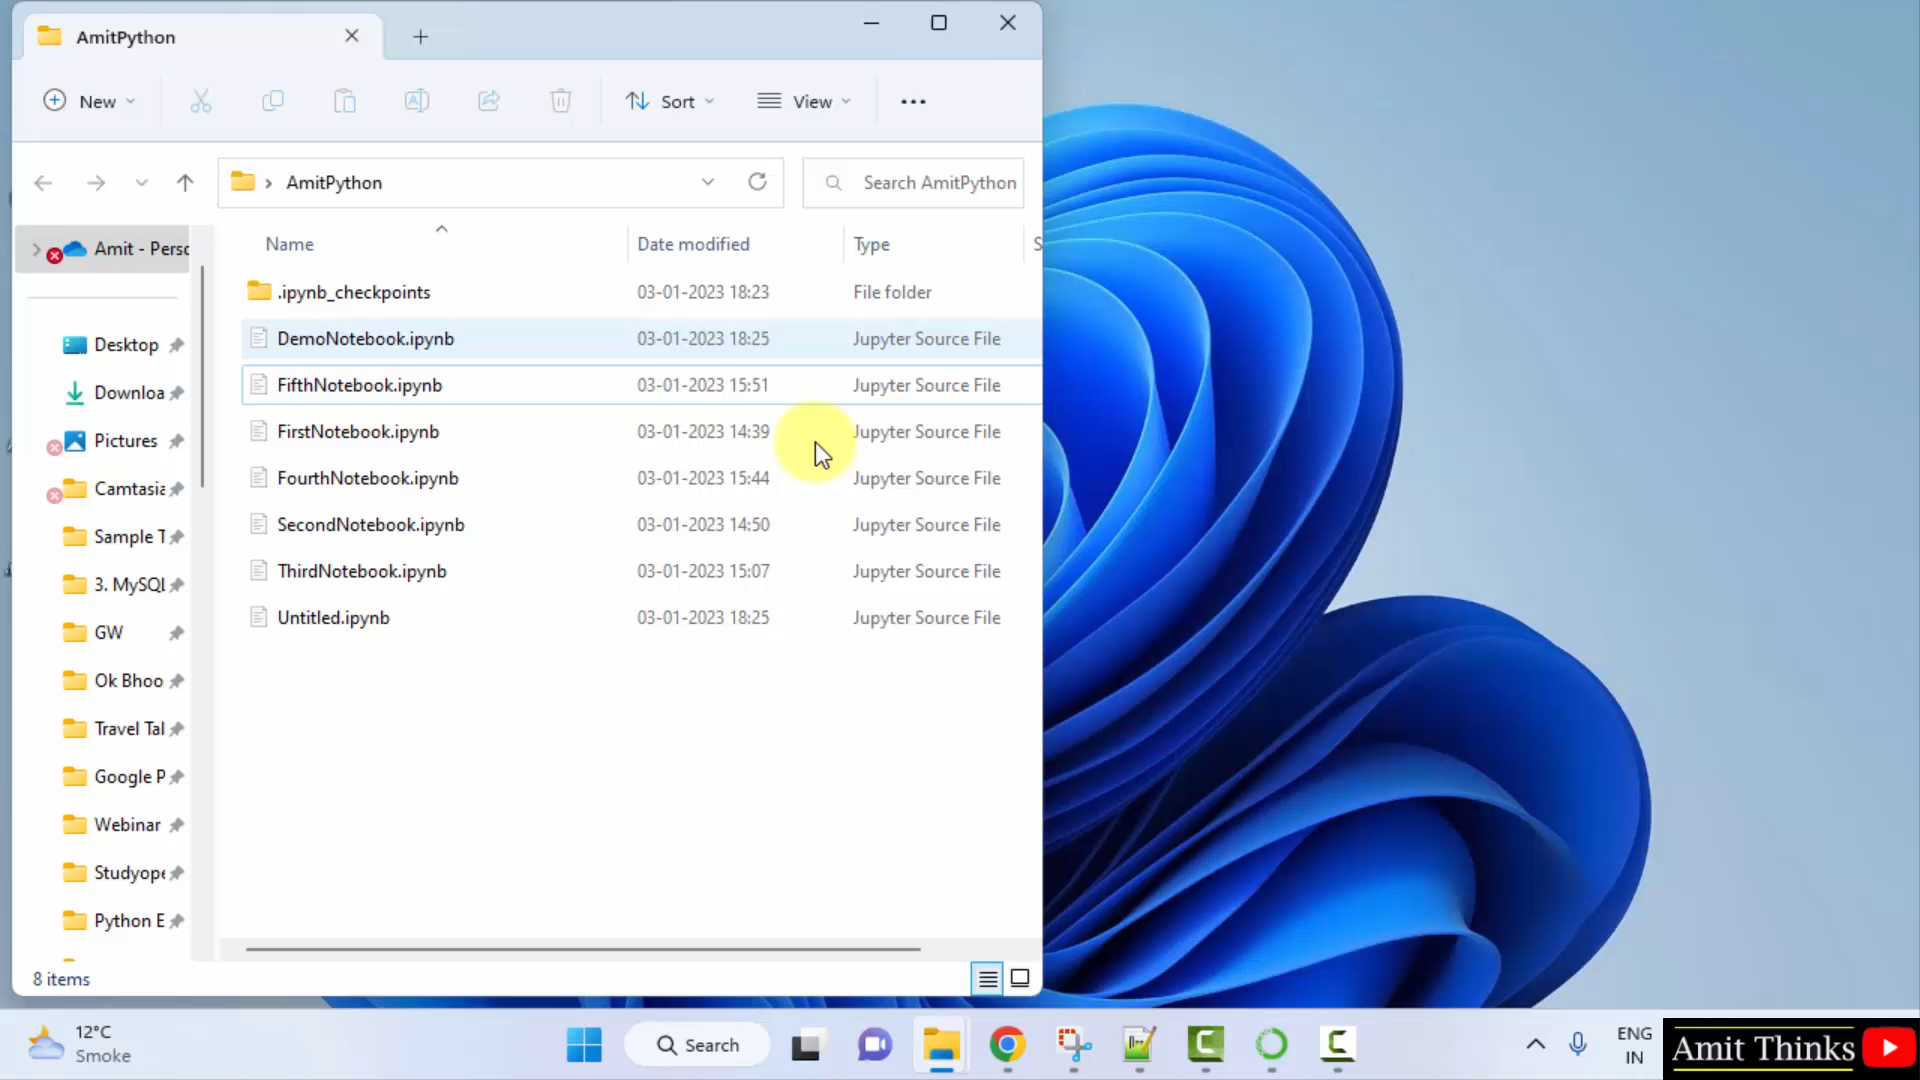 AmitPython
New
Sort
View
AmitPython
Search AmitPython
Name
Date modified
Type
S
Amit - Persc
.ipynb_checkpoints 03-01-2023 18:23 File folder
DemoNotebook.ipynb 03-01-2023 18:25 Jupyter Source File
FifthNotebook.ipynb 03-01-2023 15:51 Jupyter Source File
FirstNotebook.ipynb 03-01-2023 14:39 Jupyter Source File
FourthNotebook.ipynb 03-01-2023 15:44 Jupyter Source File
SecondNotebook.ipynb 03-01-2023 14:50 Jupyter Source File
ThirdNotebook.ipynb 03-01-2023 15:07 Jupyter Source File
Untitled.ipynb 03-01-2023 18:25 Jupyter Source File
Desktop
Downloa
Pictures
Camtasia
Sample T
3. MySQL
GW
Ok Bhoo
Travel Tal
Google P
Webinar
Studyope
Python E
8 items
12°C
Smoke
Search
ENG
IN
Amit Thinks